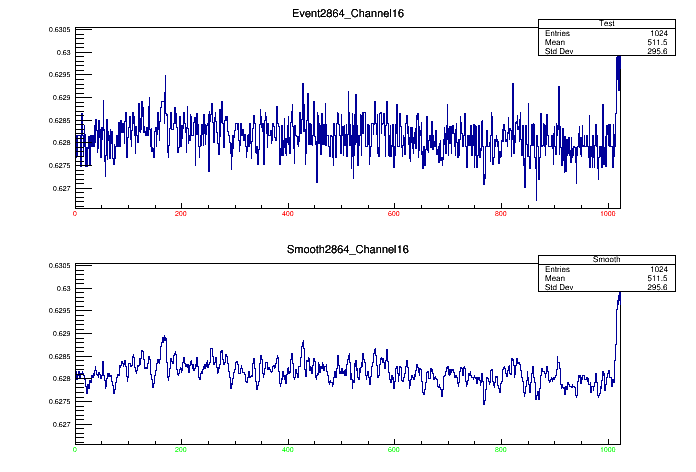 Event2864_Channel16
Test
Entries 1024
Mean 511.5
Std Dev 295.6
0.6305
0.63
0.6295
0.629
0.6285
0.628
0.6275
0.627
0 200 400 600 800 1000
Smooth2864_Channel16
Smooth
Entries 1024
Mean 511.5
Std Dev 295.6
0.6305
0.63
0.6295
0.629
0.6285
0.628
0.6275
0.627
0 200 400 600 800 1000